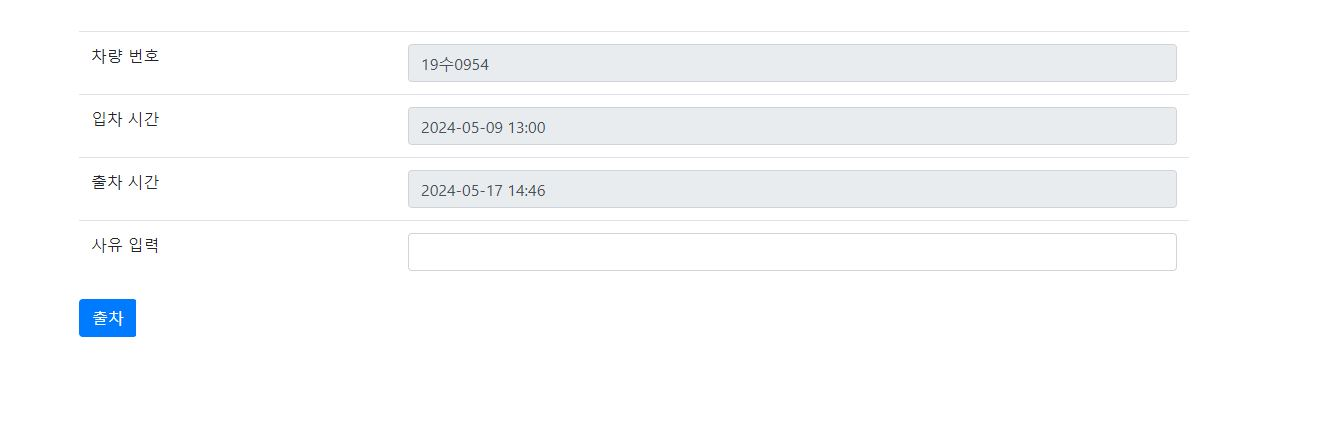 차량 번호
19수0954
입차 시간
2024-05-09 13:00
출차 시간
2024-05-17 14:46
사유 입력
출차